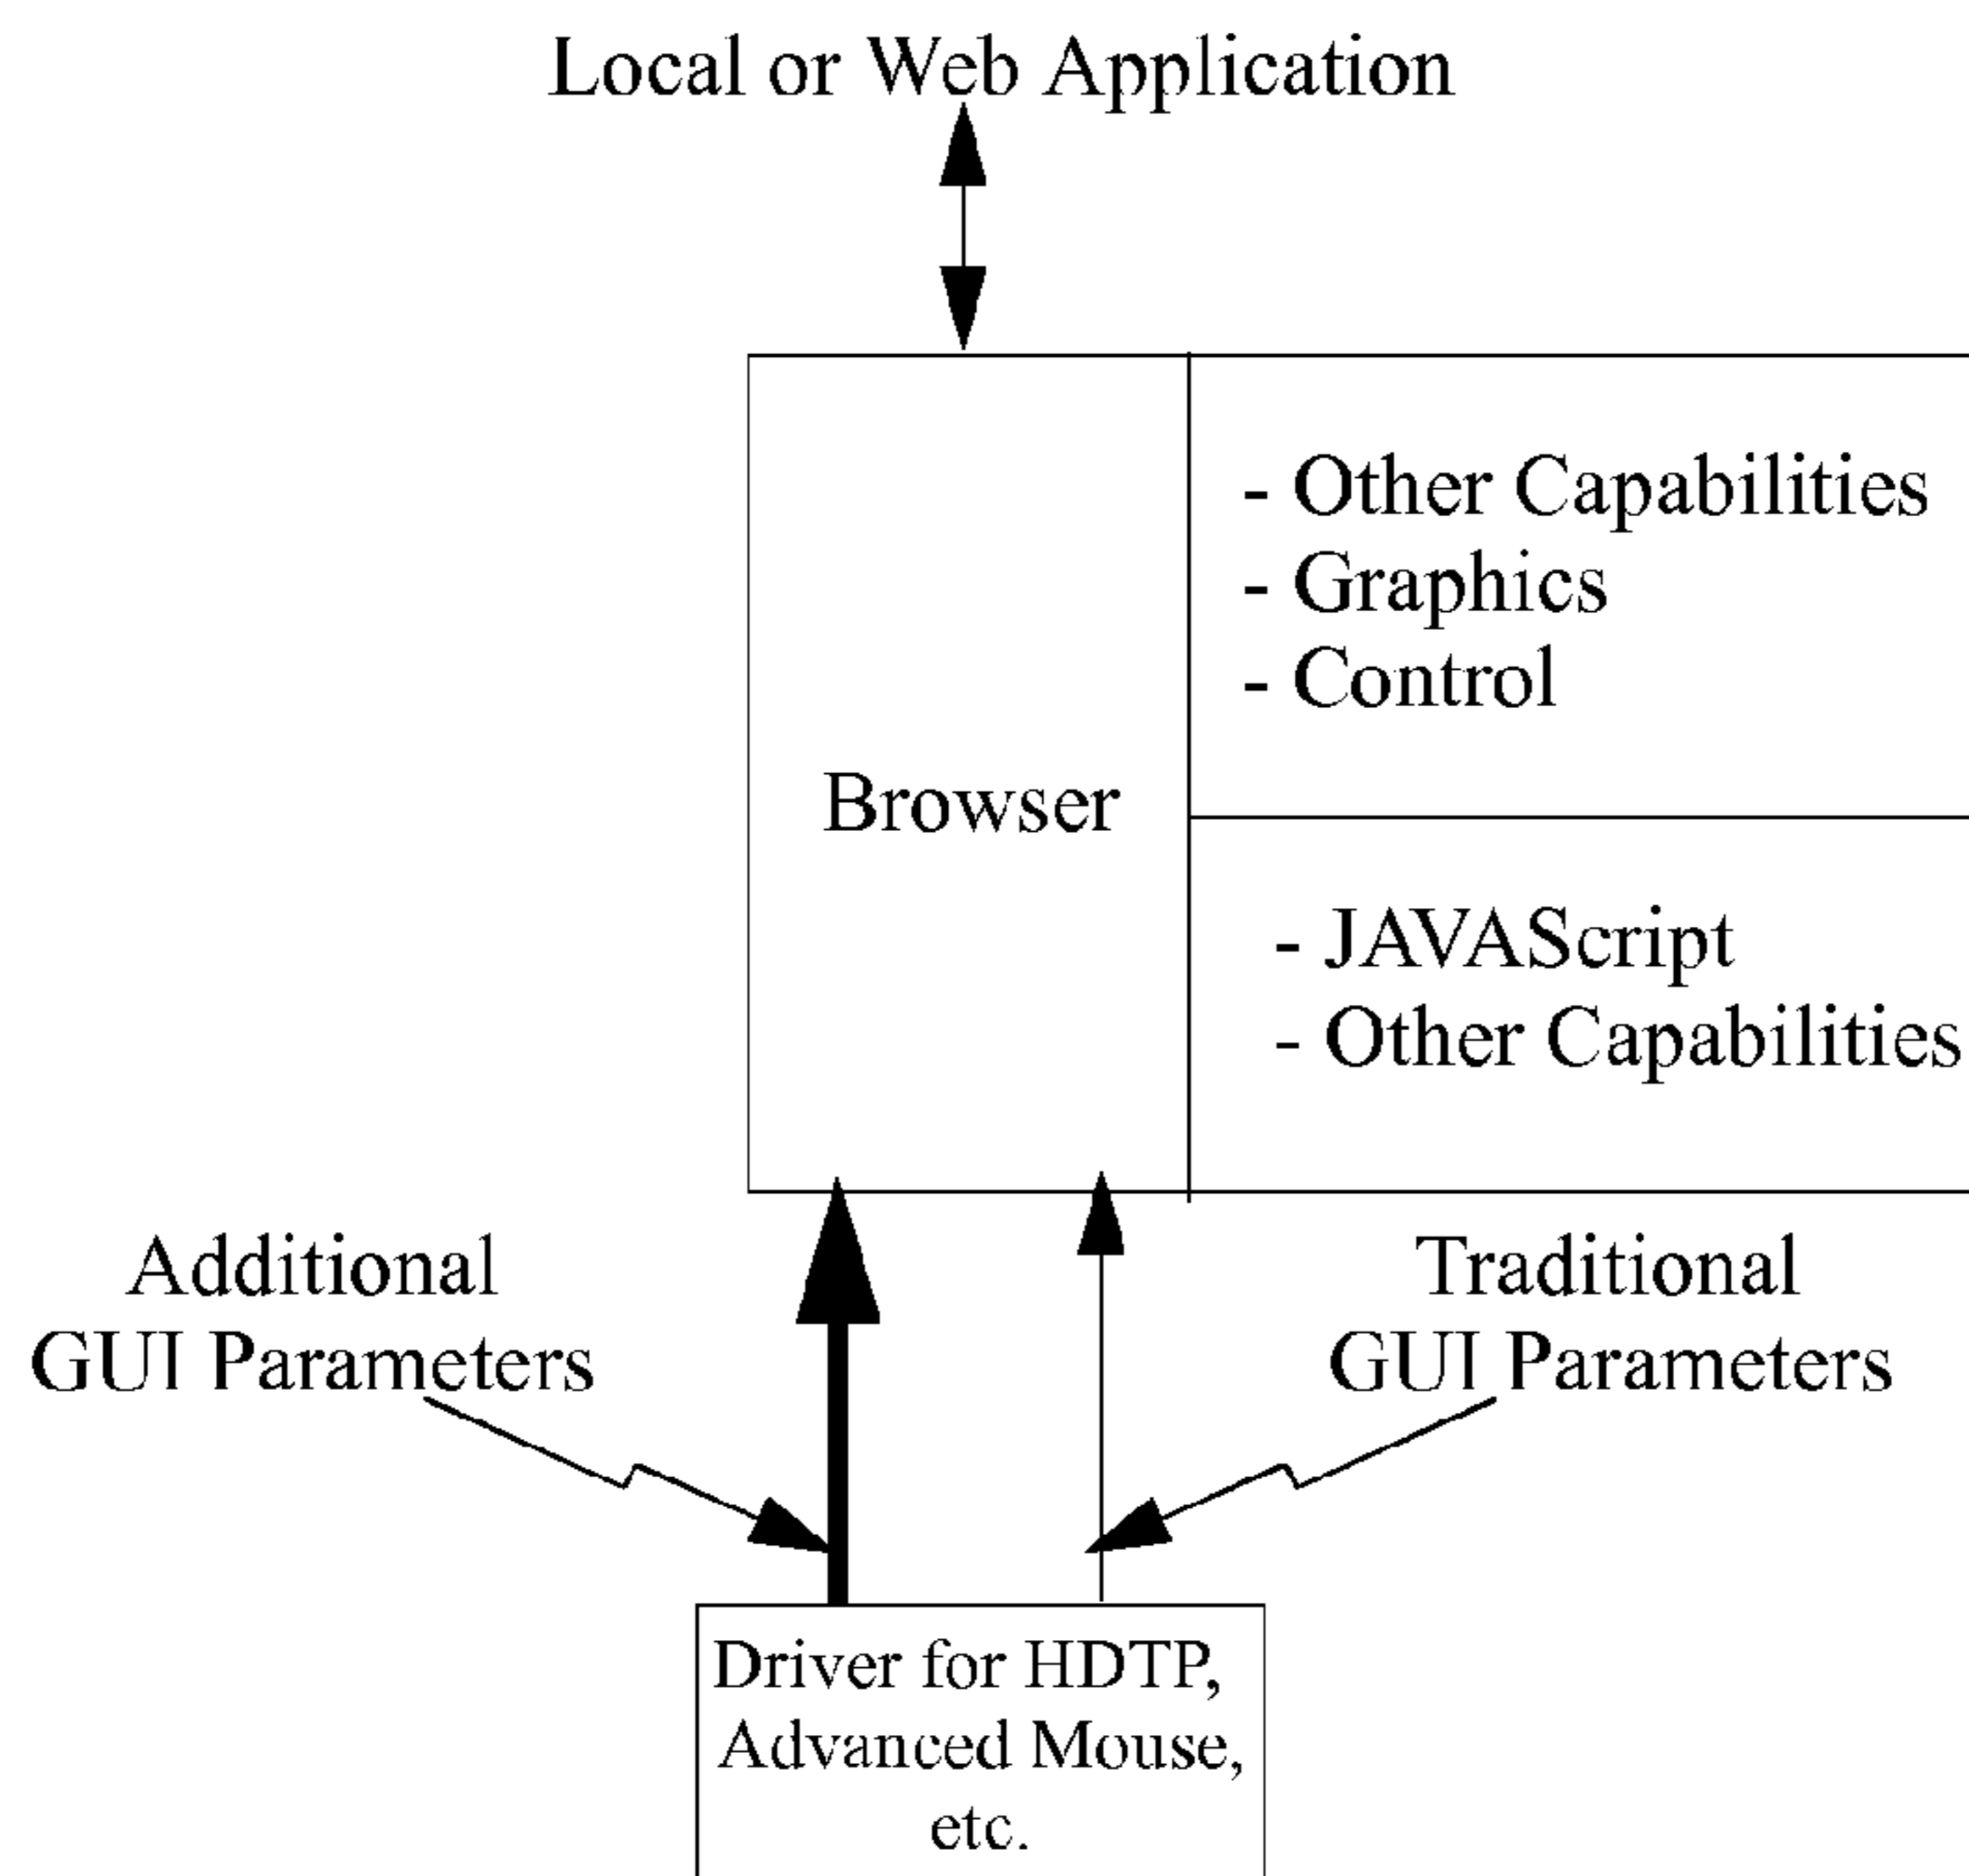 Local or Web Application
- Other Capabilities
- Graphics
- Control
Browser
- JAVAScript
- Other Capabilities
Additional
GUI Parameters
Traditional
GUI Parameters
Driver for HDTP,
Advanced Mouse,
etc.